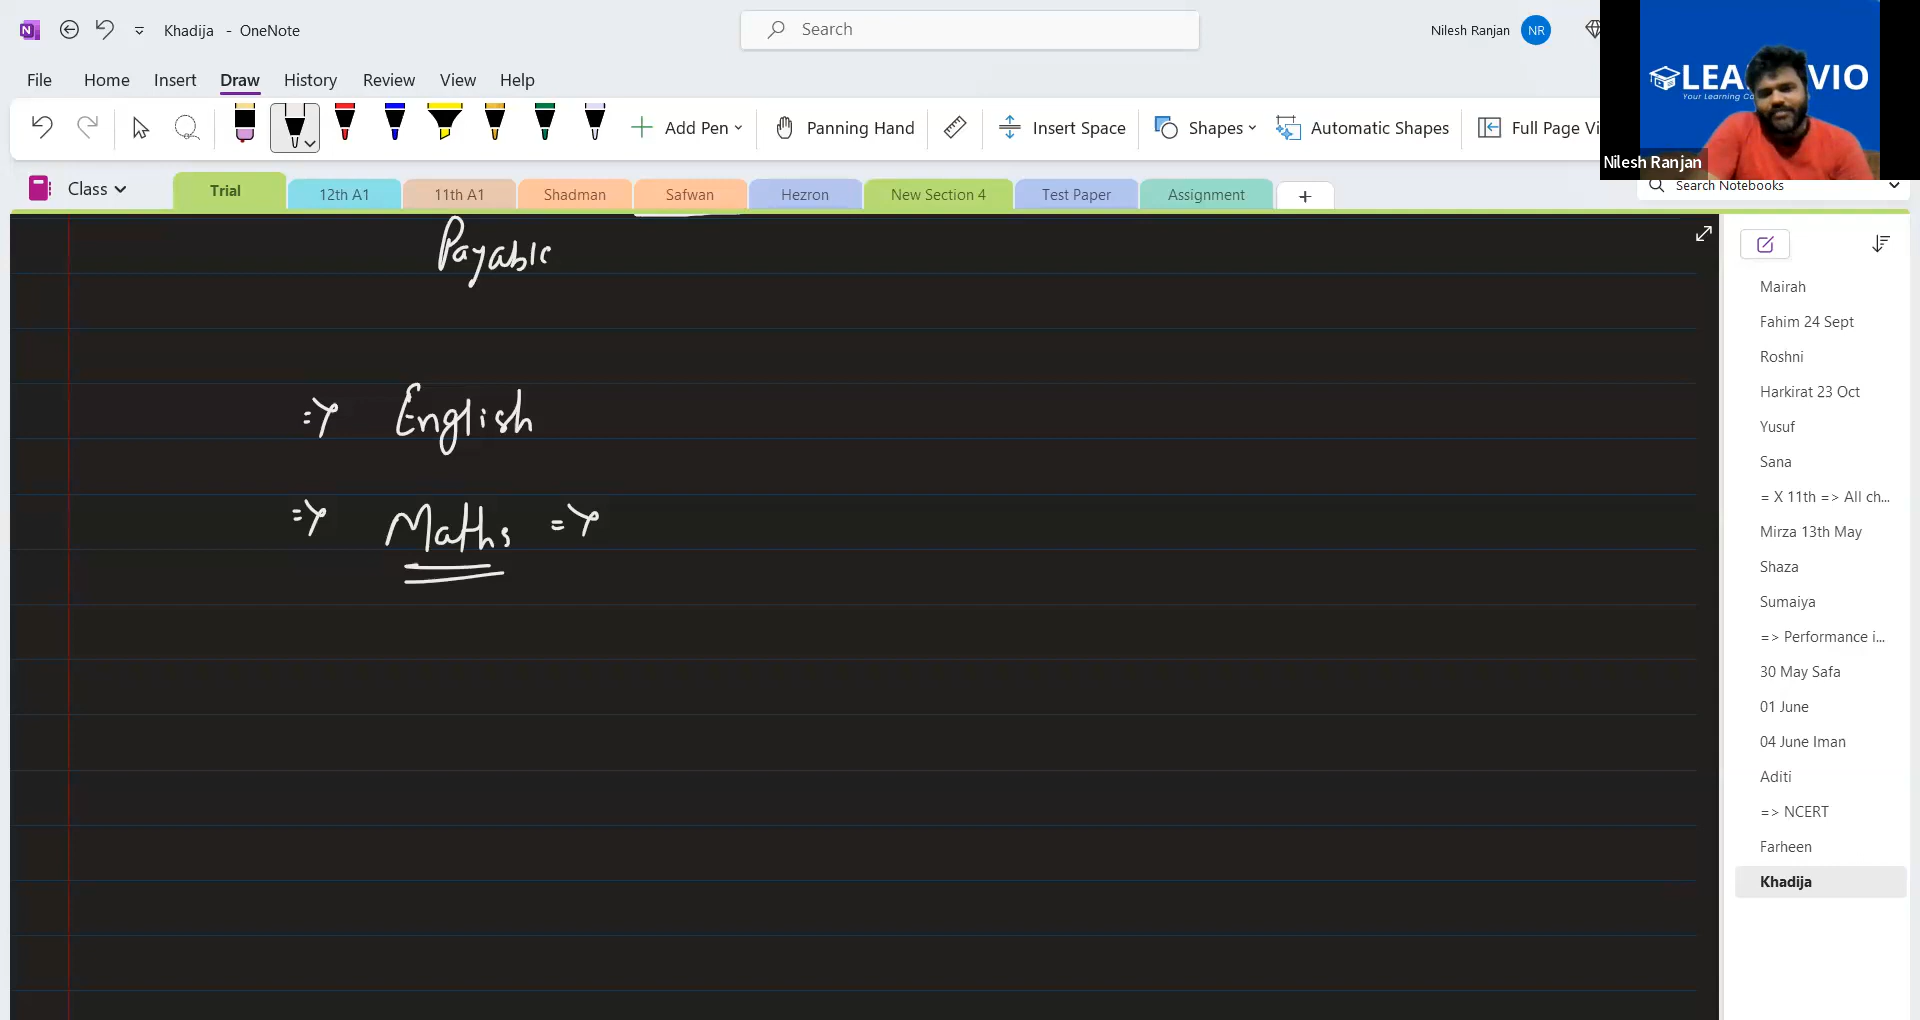 Khadija - OneNote
Search
Nilesh Ranjan NR
File Home Insert Draw History Review View Help
Add Pen Panning Hand Insert Space Shapes Automatic Shapes Full Page Vi
LEA VIO
Nilesh Ranjan
Class Trial 12th A1 11th A1 Shadman Safwan Hezron New Section 4 Test Paper Assignment +
Search Notebooks
Payable
=> English
=> Maths =>
Mairah
Fahim 24 Sept
Roshni
Harkirat 23 Oct
Yusuf
Sana
= X 11th => All ch...
Mirza 13th May
Shaza
Sumaiya
=> Performance i...
30 May Safa
01 June
04 June Iman
Aditi
=> NCERT
Farheen
Khadija